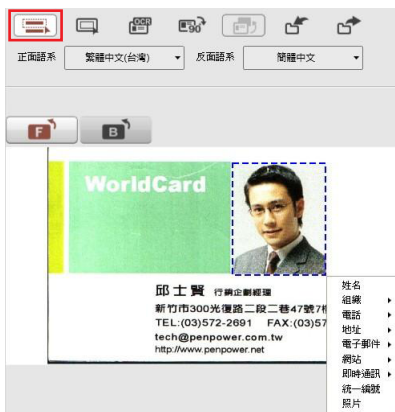 OCR
90°
正面語系 繁體中文(台灣) 反面語系 簡體中文
F B
WorldCard
邱士賢 行銷企劃經理
新竹市300光復路二段二巷47號7
TEL:(03)572-2691 FAX:(03)57
tech@penpower.com.tw
http://www.penpower.net
姓名
組織
電話
地址
電子郵件
網站
即時通訊
統一編號
照片